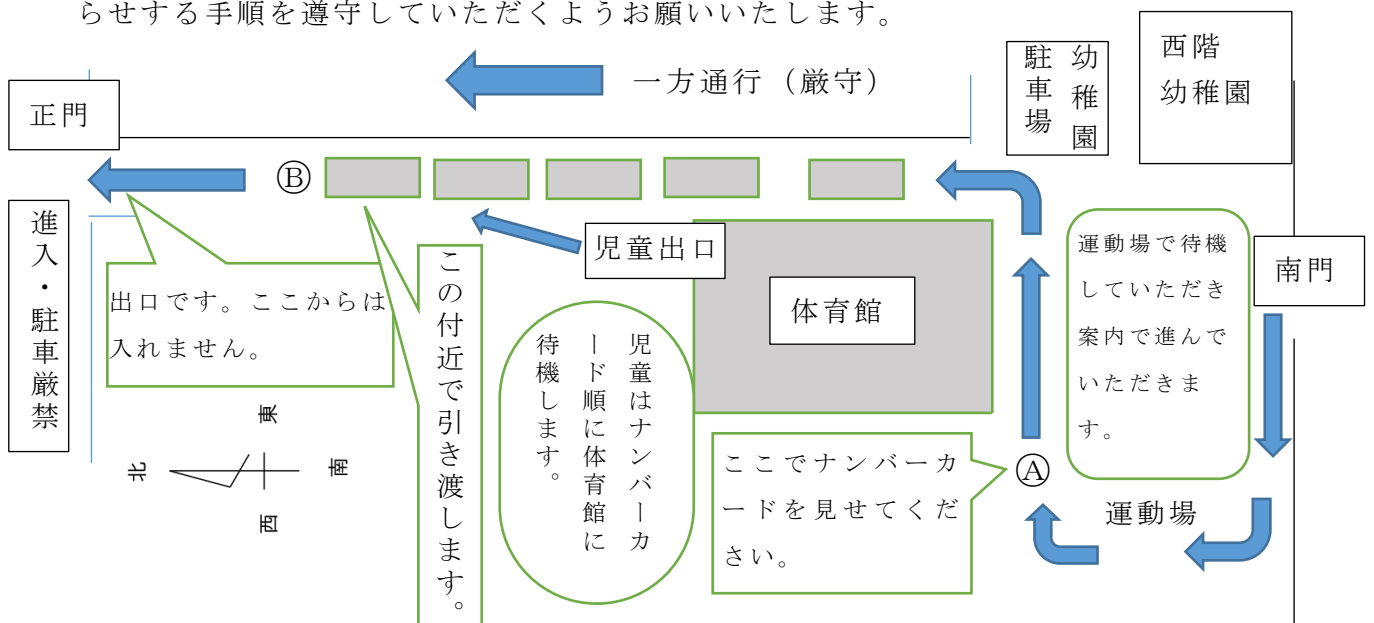 らせする手順を遵守していただくようお願いいたします。
西階
幼稚園
幼稚園
駐車場
一方通行（厳守）
正門
Ⓑ
進入・駐車厳禁
児童出口
体育館
運動場で待機
していただき
案内で進んで
いただきま
す。
南門
出口です。ここからは
入れません。
この付近で引き渡します。
児童はナンバーカ
ード順に体育館に
待機します。
ここでナンバーカ
ードを見せてくだ
さい。
Ⓐ
運動場
東
北
南
西